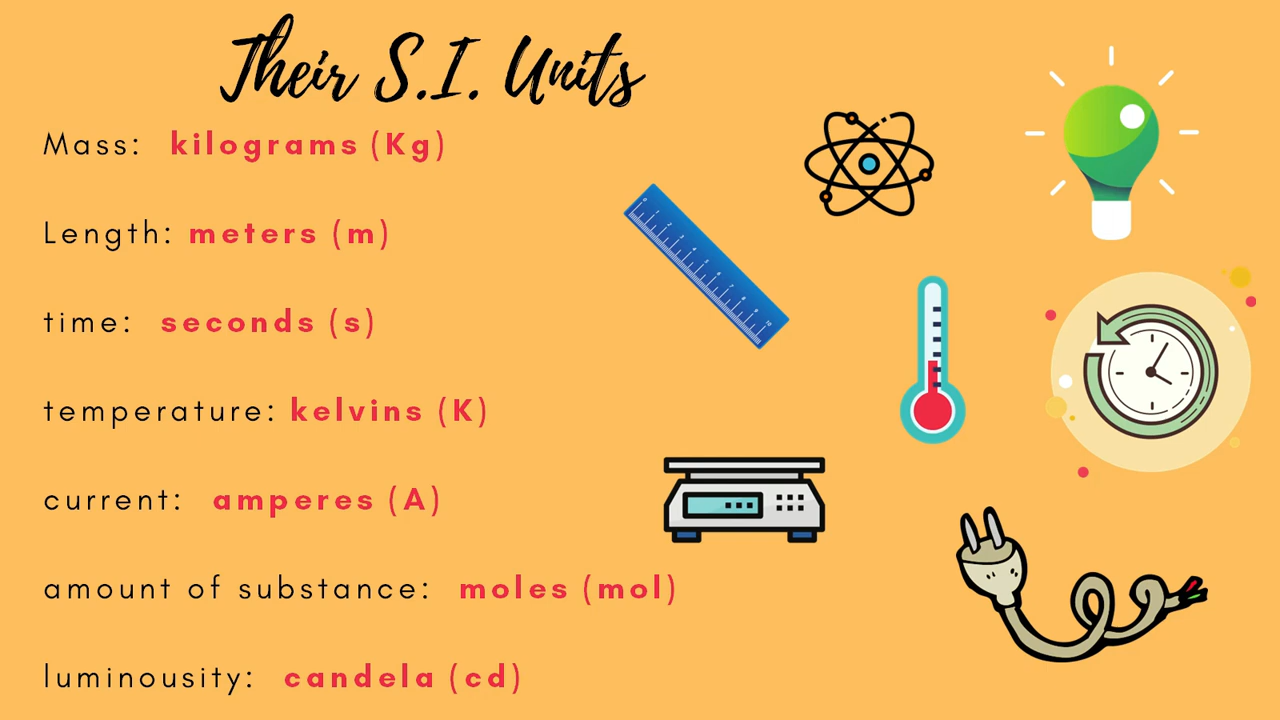 Their S.I. Units
Mass: kilograms (Kg)
Length: meters (m)
time: seconds (s)
temperature: kelvins (K)
current: amperes (A)
amount of substance: moles (mol)
luminousity: candela (cd)